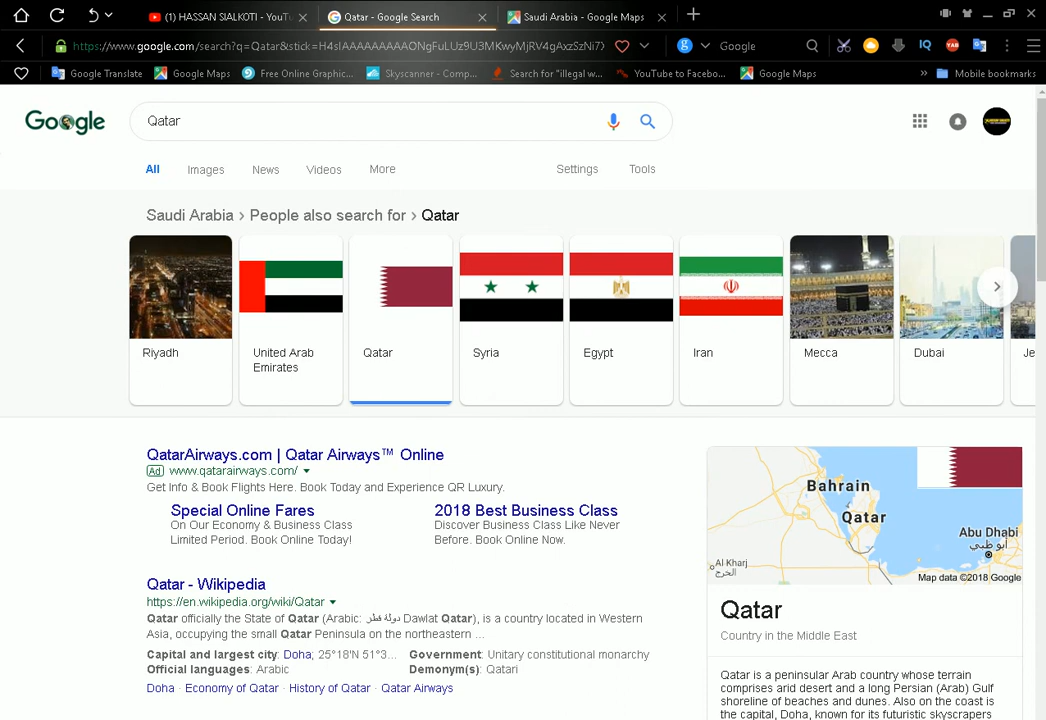 (1) HASSAN SIALKOTI - YouTu
Qatar - Google Search
Saudi Arabia - Google Maps
https://www.google.com/search?q=Qatar&stick=H4sIAAAAAAAAAONgFuLUz9U3MKwyMjRV4gAxzSzNi7X
Google
IQ
YAB
Google Translate
Google Maps
Free Online Graphic...
Skyscanner - Comp...
Search for "illegal w...
YouTube to Facebo...
Google Maps
»
Mobile bookmarks
Google
Qatar
All
Images
News
Videos
More
Settings
Tools
Saudi Arabia › People also search for › Qatar
Riyadh
United Arab
Emirates
Qatar
Syria
Egypt
Iran
Mecca
Dubai
Je
QatarAirways.com | Qatar Airways™ Online
Ad www.qatarairways.com/
Get Info & Book Flights Here. Book Today and Experience QR Luxury.
Special Online Fares
On Our Economy & Business Class
Limited Period. Book Online Today!
2018 Best Business Class
Discover Business Class Like Never
Before. Book Online Now.
Qatar - Wikipedia
https://en.wikipedia.org/wiki/Qatar
Qatar officially the State of Qatar (Arabic: دولة قطر Dawlat Qatar), is a country located in Western
Asia, occupying the small Qatar Peninsula on the northeastern ...
Capital and largest city: Doha; 25°18'N 51°3...
Government: Unitary constitutional monarchy
Official languages: Arabic
Demonym(s): Qatari
Doha · Economy of Qatar · History of Qatar · Qatar Airways
Bahrain
Qatar
Abu Dhabi
أبو ظبي
Al Kharj
الخرج
Map data ©2018 Google
Qatar
Country in the Middle East
Qatar is a peninsular Arab country whose terrain
comprises arid desert and a long Persian (Arab) Gulf
shoreline of beaches and dunes. Also on the coast is
the capital, Doha, known for its futuristic skyscrapers